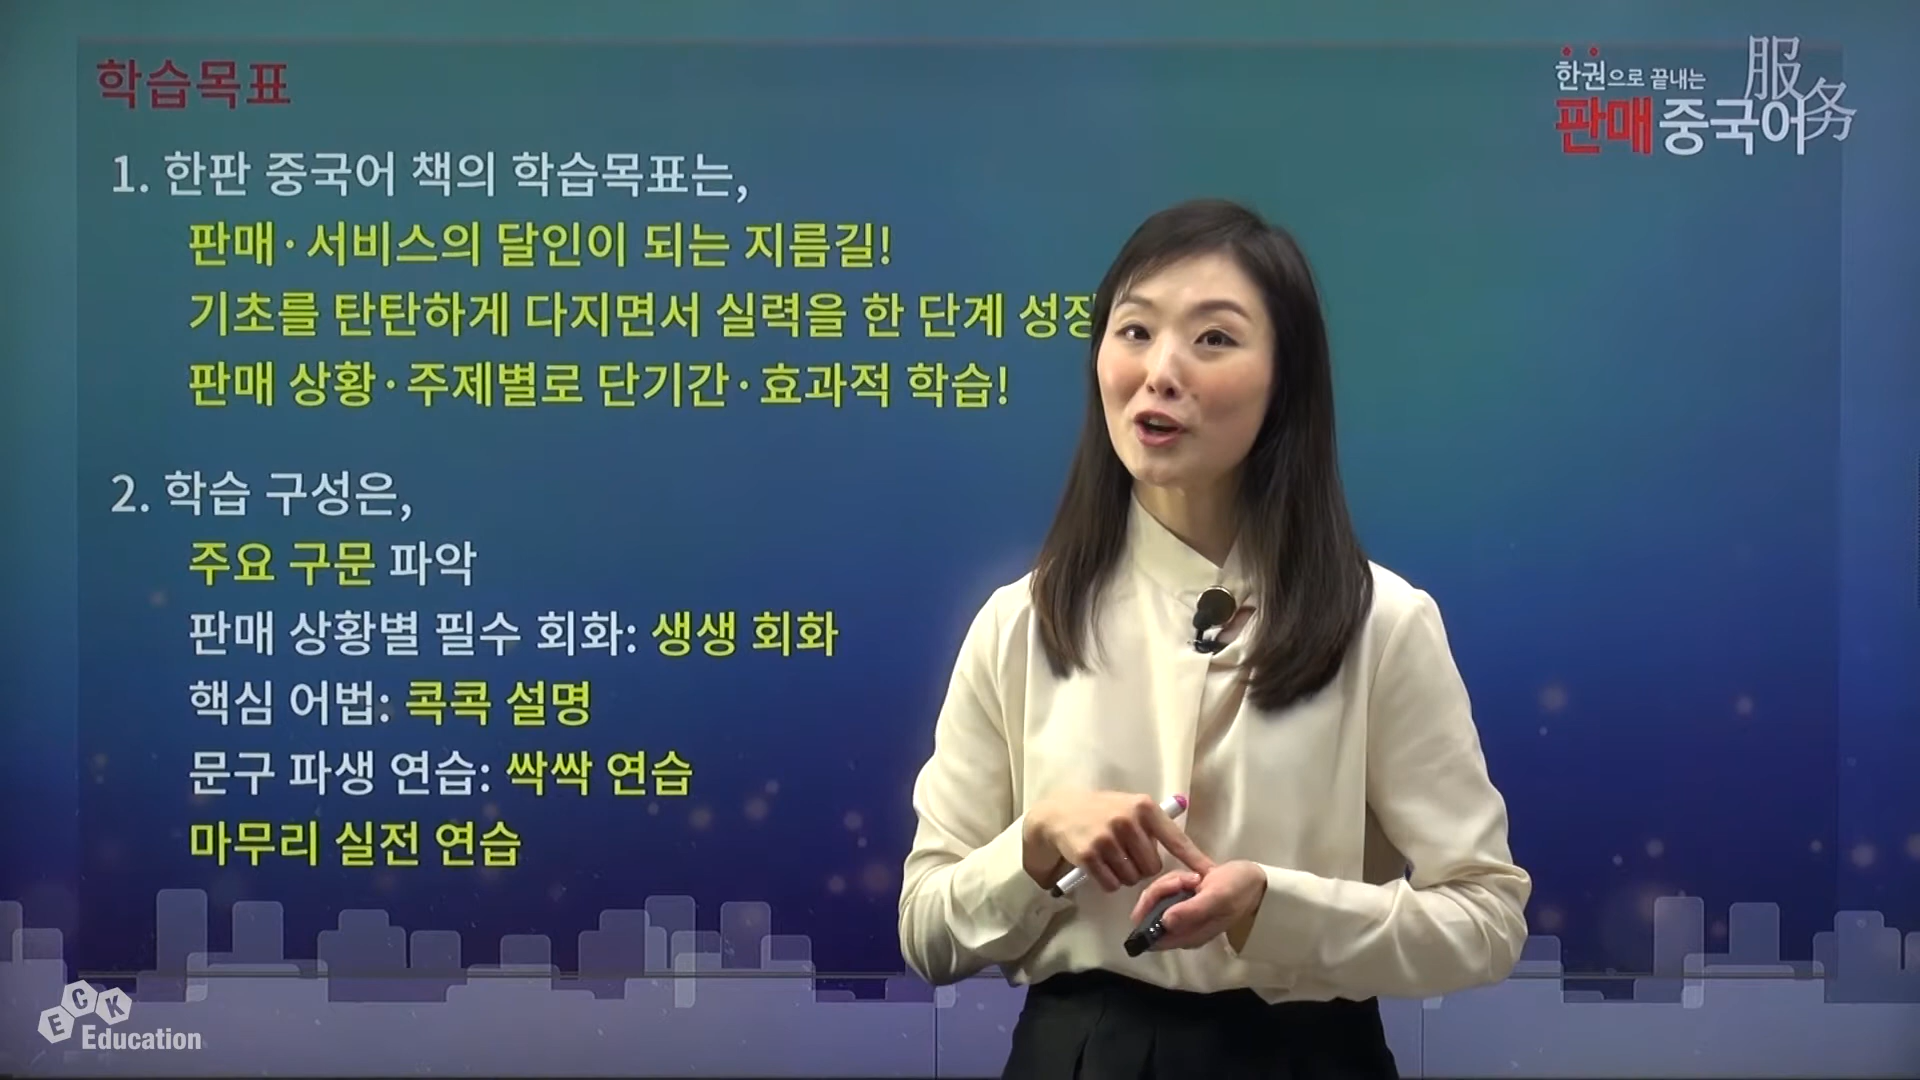 학습목표
한권으로 끝내는
판매 중국어
服务
1. 한판 중국어 책의 학습목표는,
판매·서비스의 달인이 되는 지름길!
기초를 탄탄하게 다지면서 실력을 한 단계 성장
판매 상황·주제별로 단기간·효과적 학습!
2. 학습 구성은,
주요 구문 파악
판매 상황별 필수 회화: 생생 회화
핵심 어법: 콕콕 설명
문구 파생 연습: 싹싹 연습
마무리 실전 연습
ECK
Education